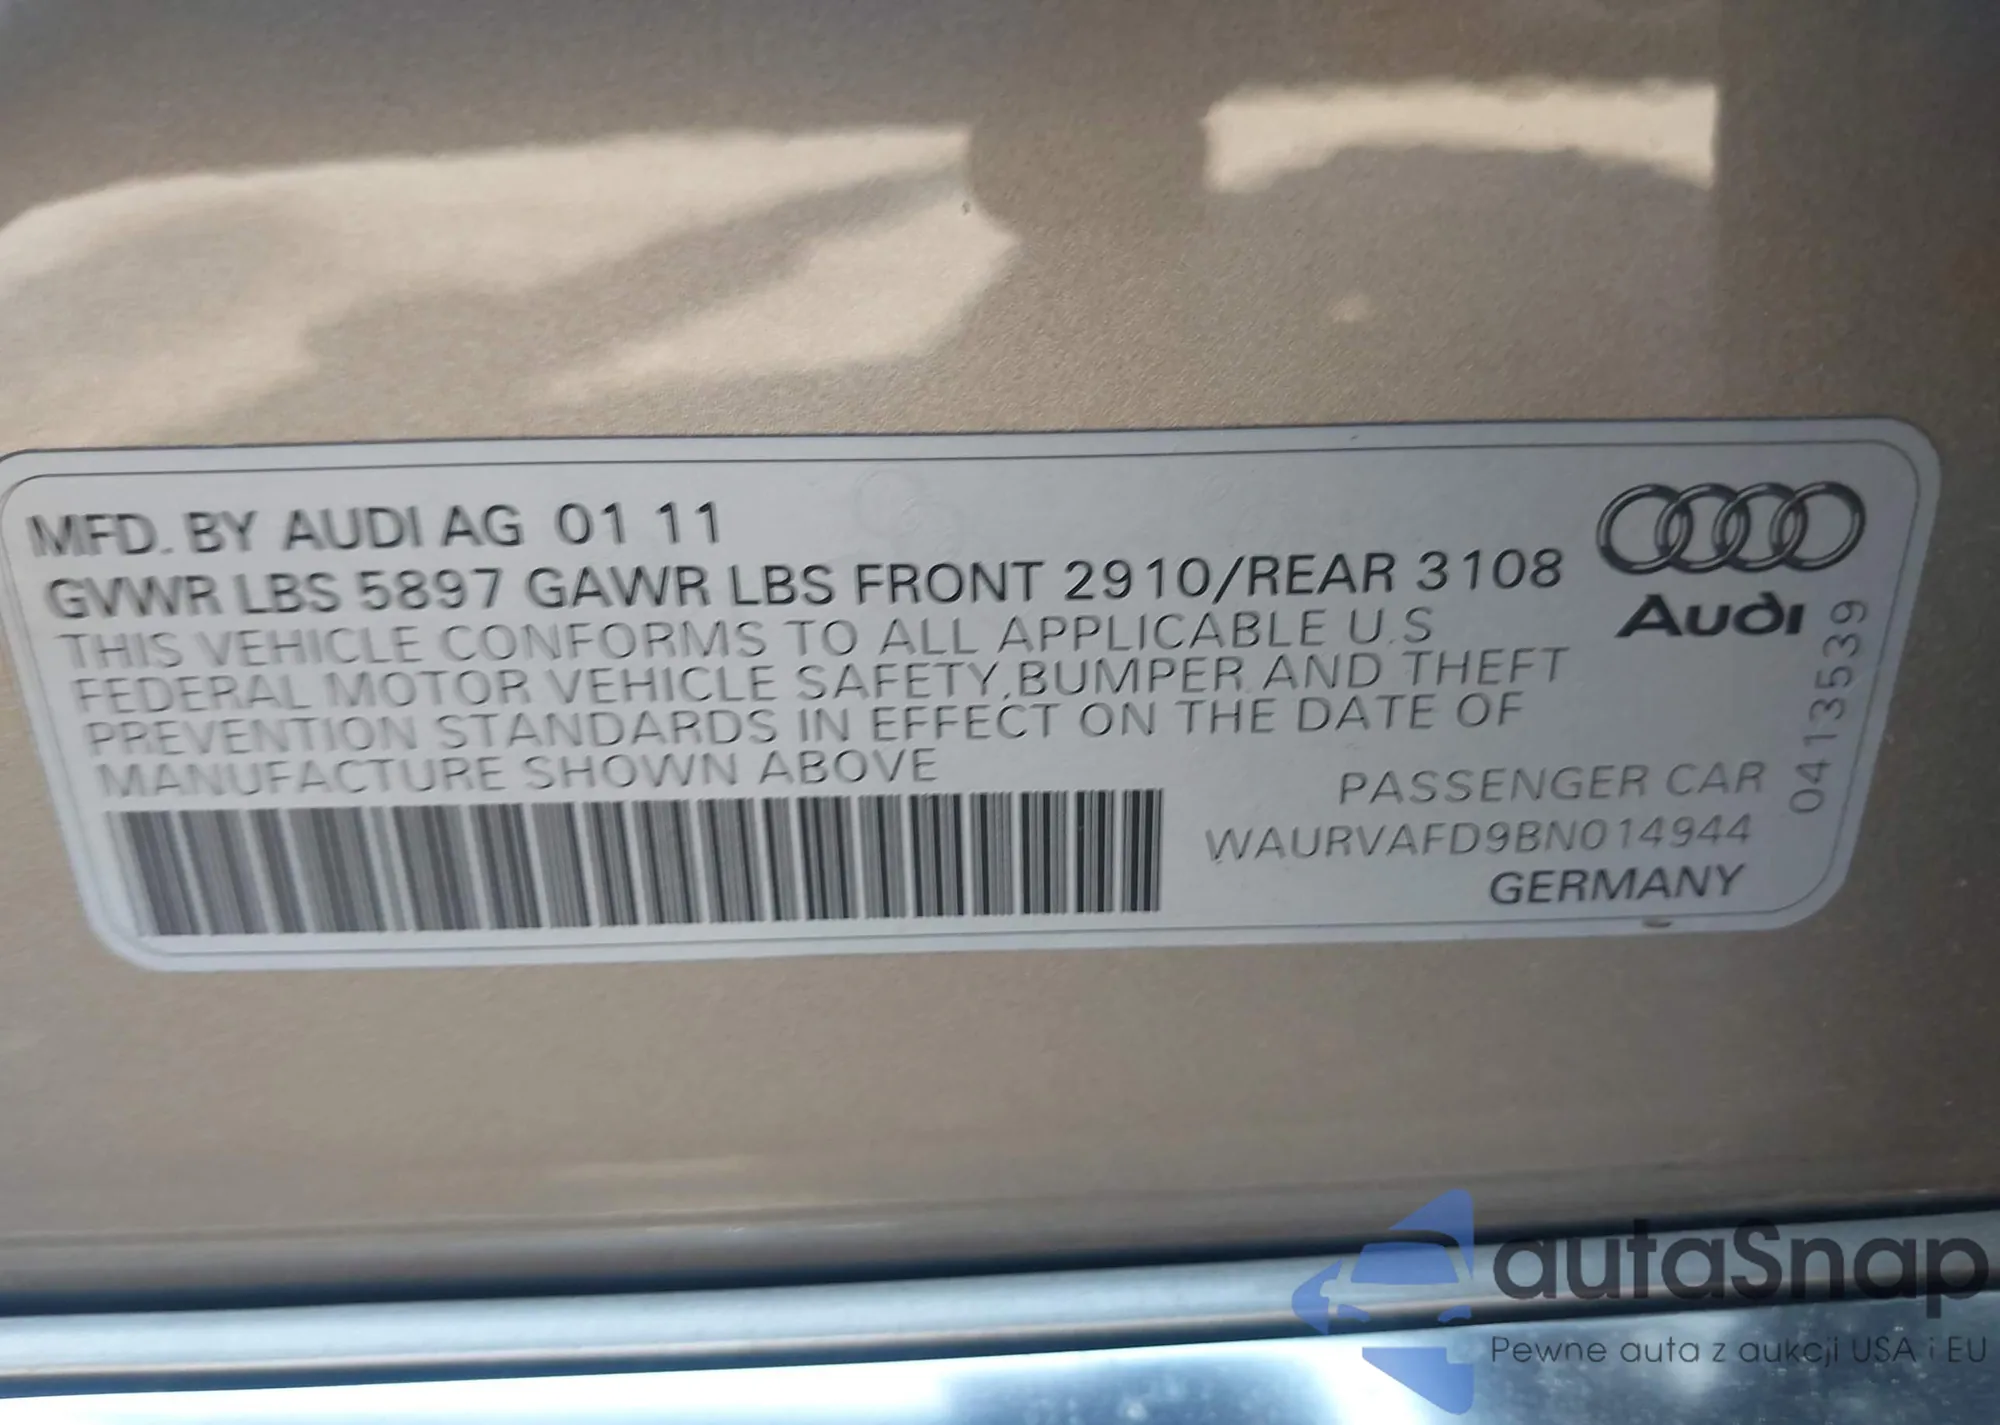 MFD. BY AUDI AG 01 11
GVWR LBS 5897 GAWR LBS FRONT 2910/REAR 3108
THIS VEHICLE CONFORMS TO ALL APPLICABLE U.S
FEDERAL MOTOR VEHICLE SAFETY,BUMPER AND THEFT
PREVENTION STANDARDS IN EFFECT ON THE DATE OF
MANUFACTURE SHOWN ABOVE
PASSENGER CAR
WAURVAFD9BN014944
GERMANY
Audi
0413539
autaSnap
Pewne auta z aukcji USA i EU